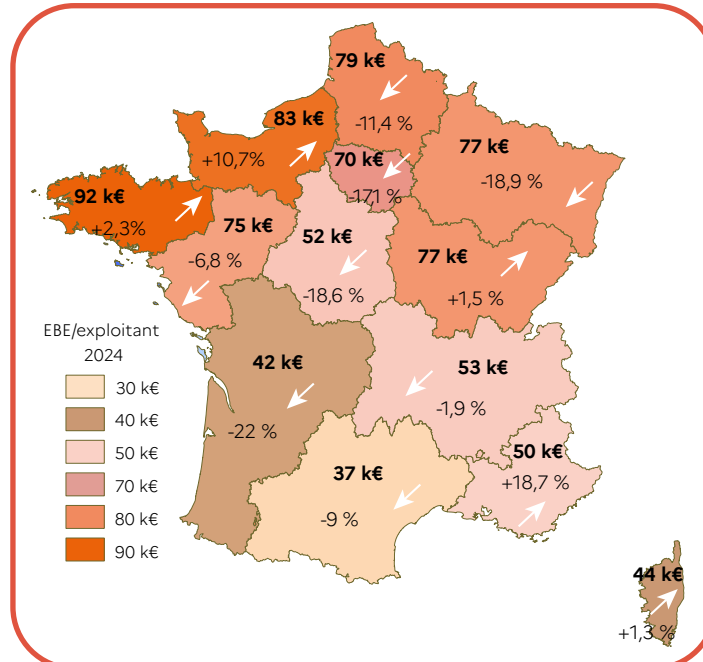 79 k€
-11,4 %
83 k€
+10,7%
70 k€
-17,1 %
77 k€
-18,9 %
92 k€
+2,3%
75 k€
-6,8 %
52 k€
-18,6 %
77 k€
+1,5 %
EBE/exploitant
2024
30 k€
40 k€
50 k€
70 k€
80 k€
90 k€
42 k€
-22 %
53 k€
-1,9 %
50 k€
+18,7 %
37 k€
-9 %
44 k€
+1,3 %